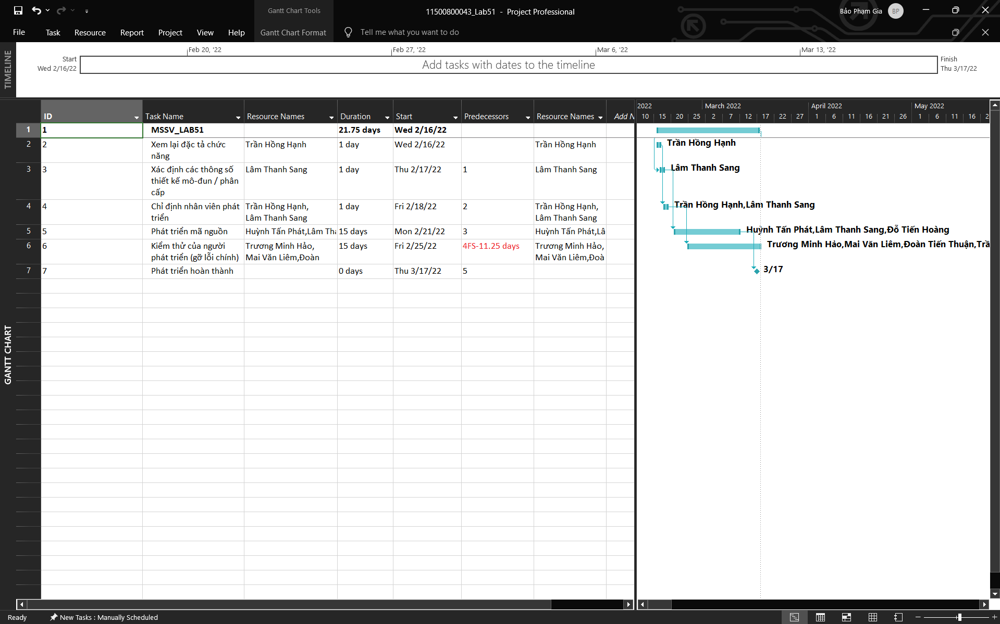 Gantt Chart Tools
11500800043_Lab51 - Project Professional
Bảo Phạm Gia BP
File Task Resource Report Project View Help Gantt Chart Format Tell me what you want to do
TIMELINE
Feb 20, '22 Feb 27, '22 Mar 6, '22 Mar 13, '22
Start
Wed 2/16/22
Add tasks with dates to the timeline
Finish
Thu 3/17/22
GANTT CHART
ID Task Name Resource Names Duration Start Predecessors Resource Names Add N
2022 March 2022 April 2022 May 2022
10 15 20 25 2 7 12 17 22 27 1 6 11 16 21 26 1 6 11 16 2
1 1 MSSV_LAB51 21.75 days Wed 2/16/22
2 2 Xem lại đặc tả chức Trần Hồng Hạnh 1 day Wed 2/16/22 Trần Hồng Hạnh Trần Hồng Hạnh
năng
3 3 Xác định các thông số Lâm Thanh Sang 1 day Thu 2/17/22 1 Lâm Thanh Sang Lâm Thanh Sang
thiết kế mô-đun / phân
cấp
4 4 Chỉ định nhân viên phát Trần Hồng Hạnh, 1 day Fri 2/18/22 2 Trần Hồng Hạnh, Trần Hồng Hạnh,Lâm Thanh Sang
triển Lâm Thanh Sang Lâm Thanh Sang
5 5 Phát triển mã nguồn Huỳnh Tấn Phát,Lâm Tha 15 days Mon 2/21/22 3 Huỳnh Tấn Phát,Lâ Huỳnh Tấn Phát,Lâm Thanh Sang,Đỗ Tiến Hoàng
6 6 Kiểm thử của người Trương Minh Hảo, 15 days Fri 2/25/22 4FS-11.25 days Trương Minh Hảo, Trương Minh Hảo,Mai Văn Liêm,Đoàn Tiến Thuận,Trầ
phát triển (gỡ lỗi chính) Mai Văn Liêm,Đoàn Mai Văn Liêm,Đoà
7 7 Phát triển hoàn thành 0 days Thu 3/17/22 5 3/17
Ready New Tasks : Manually Scheduled